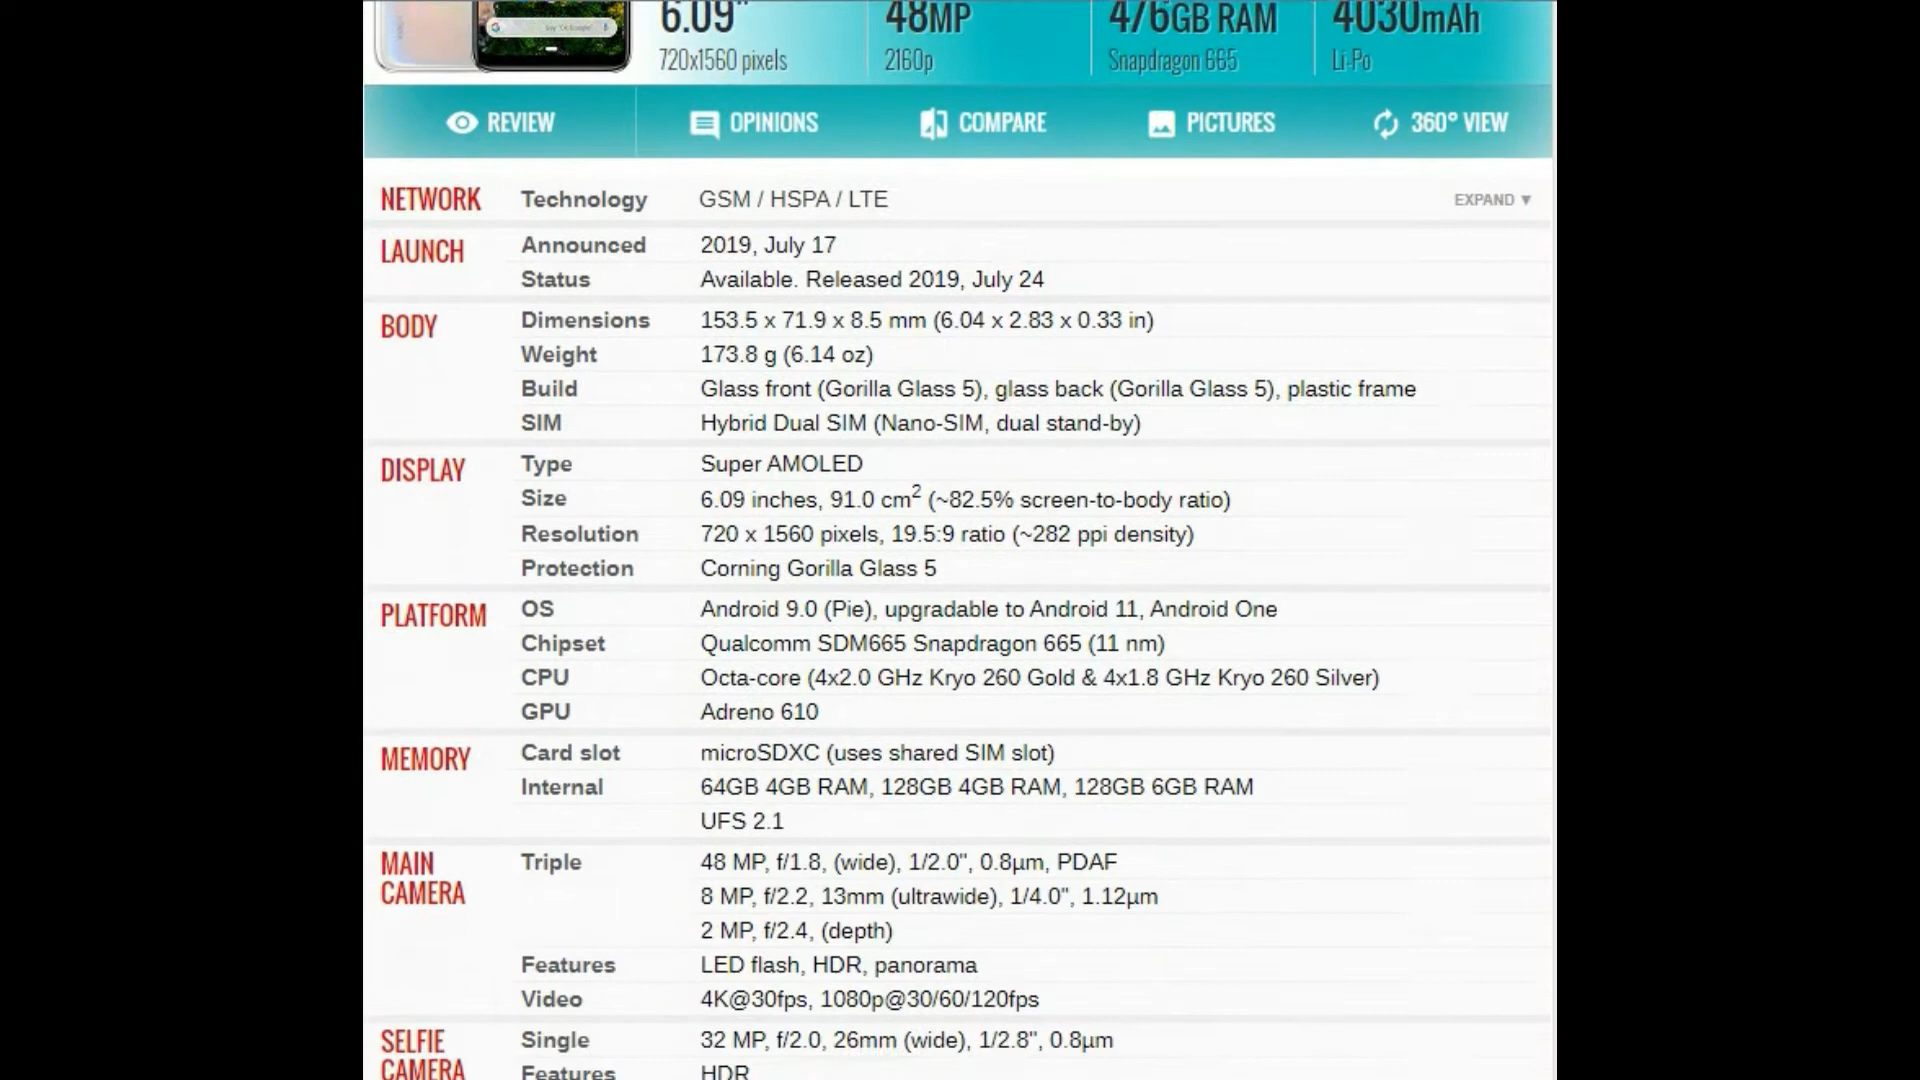 6.09"
48MP
4/6GB RAM
4030mAh
720x1560 pixels
2160p
Snapdragon 665
Li-Po
REVIEW
OPINIONS
COMPARE
PICTURES
360° VIEW
NETWORK Technology GSM / HSPA / LTE EXPAND ▼
LAUNCH Announced 2019, July 17
Status Available. Released 2019, July 24
BODY Dimensions 153.5 x 71.9 x 8.5 mm (6.04 x 2.83 x 0.33 in)
Weight 173.8 g (6.14 oz)
Build Glass front (Gorilla Glass 5), glass back (Gorilla Glass 5), plastic frame
SIM Hybrid Dual SIM (Nano-SIM, dual stand-by)
DISPLAY Type Super AMOLED
Size 6.09 inches, 91.0 cm2 (~82.5% screen-to-body ratio)
Resolution 720 x 1560 pixels, 19.5:9 ratio (~282 ppi density)
Protection Corning Gorilla Glass 5
PLATFORM OS Android 9.0 (Pie), upgradable to Android 11, Android One
Chipset Qualcomm SDM665 Snapdragon 665 (11 nm)
CPU Octa-core (4x2.0 GHz Kryo 260 Gold & 4x1.8 GHz Kryo 260 Silver)
GPU Adreno 610
MEMORY Card slot microSDXC (uses shared SIM slot)
Internal 64GB 4GB RAM, 128GB 4GB RAM, 128GB 6GB RAM
UFS 2.1
MAIN CAMERA Triple 48 MP, f/1.8, (wide), 1/2.0", 0.8µm, PDAF
8 MP, f/2.2, 13mm (ultrawide), 1/4.0", 1.12µm
2 MP, f/2.4, (depth)
Features LED flash, HDR, panorama
Video 4K@30fps, 1080p@30/60/120fps
SELFIE CAMERA Single 32 MP, f/2.0, 26mm (wide), 1/2.8", 0.8µm
Features HDR